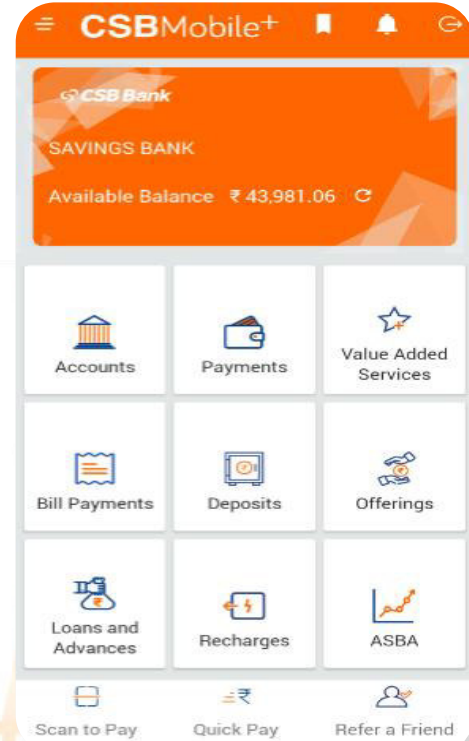 CSBMobile+
CSB Bank
SAVINGS BANK
Available Balance ₹ 43,981.06
Accounts
Payments
Value Added
Services
Bill Payments
Deposits
Offerings
Loans and
Advances
Recharges
ASBA
Scan to Pay
Quick Pay
Refer a Friend